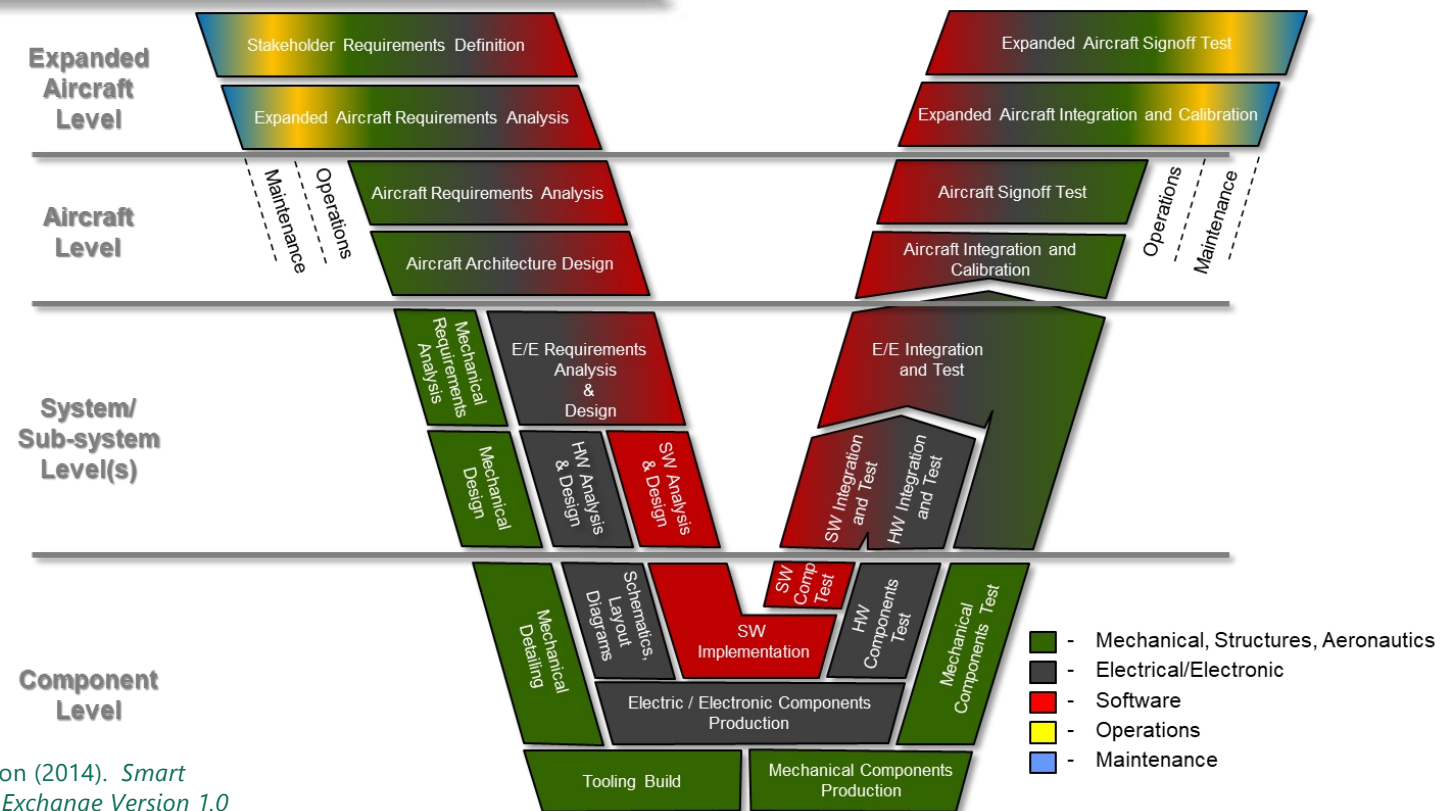 Expanded
Aircraft
Level
Stakeholder Requirements Definition
Expanded Aircraft Requirements Analysis
Expanded Aircraft Signoff Test
Expanded Aircraft Integration and Calibration
Aircraft
Level
Maintenance
Operations
Aircraft Requirements Analysis
Aircraft Architecture Design
Aircraft Signoff Test
Aircraft Integration and
Calibration
Operations
Maintenance
System/
Sub-system
Level(s)
Mechanical
Requirements
Analysis
E/E Requirements
Analysis
&
Design
Mechanical
Design
HW Analysis
& Design
SW Analysis
& Design
E/E Integration
and Test
SW Integration
and Test
HW Integration
and Test
Component
Level
Mechanical
Detailing
Schematics,
Layout
Diagrams
SW
Implementation
SW
Comp
Test
HW
Components
Test
Mechanical
Components Test
Electric / Electronic Components
Production
Tooling Build
Mechanical Components
Production
- Mechanical, Structures, Aeronautics
- Electrical/Electronic
- Software
- Operations
- Maintenance
on (2014). Smart
Exchange Version 1.0